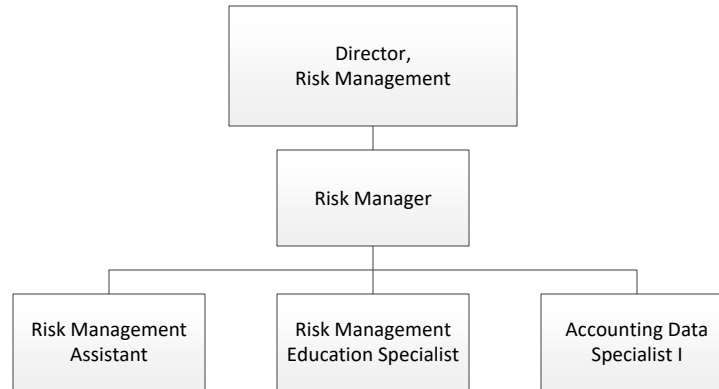 Director,
Risk Management
Risk Manager
Risk Management
Assistant
Risk Management
Education Specialist
Accounting Data
Specialist I